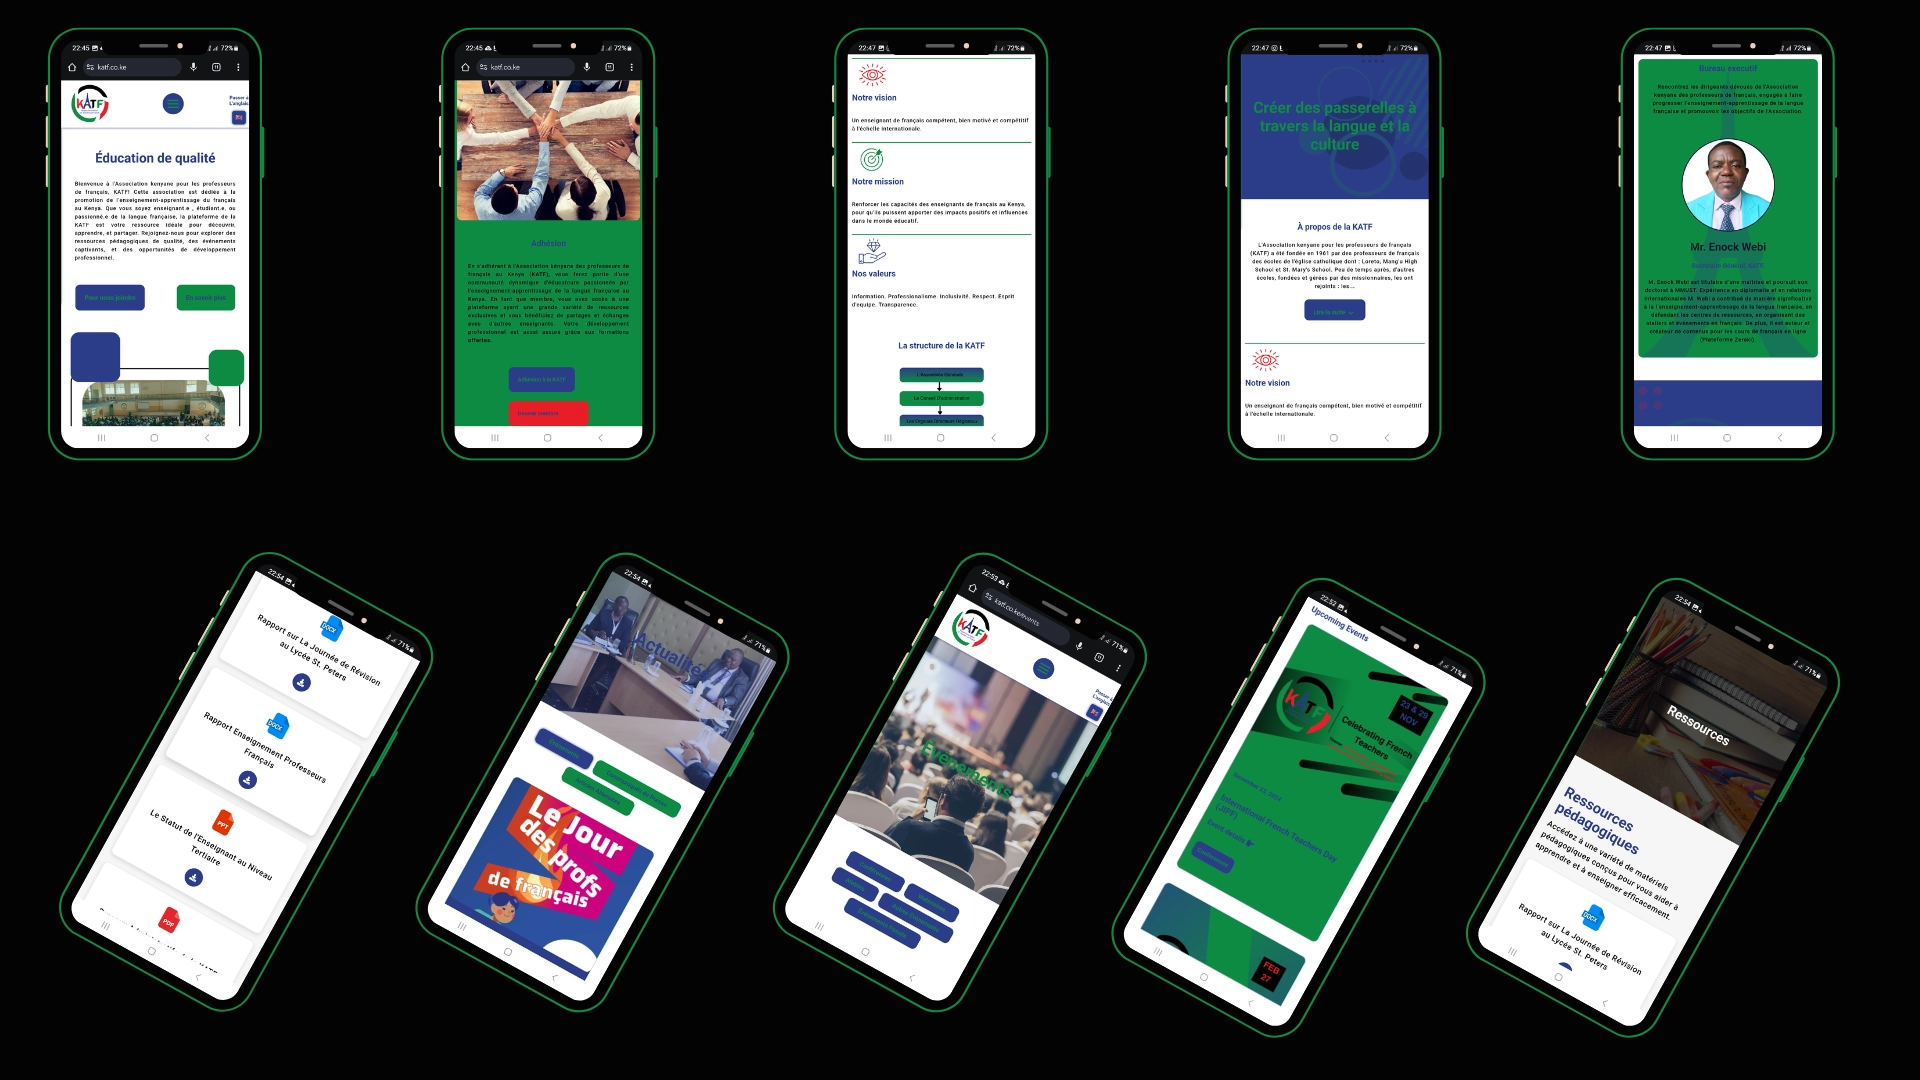 22:45
72%
katf.co.ke
KATF
Passer à
L'anglais
Éducation de qualité
Bienvenue à l'Association kenyane pour les professeurs
de français, KATF! Cette association est dédiée à la
promotion de l'enseignement-apprentissage du français
au Kenya. Que vous soyez enseignant.e , étudiant.e, ou
passionné.e de la langue française, la plateforme de la
KATF est votre ressource idéale pour découvrir,
apprendre, et partager. Rejoignez-nous pour explorer des
ressources pédagogiques de qualité, des événements
captivants, et des opportunités de développement
professionnel.
Pour nous joindre
En savoir plus
22:45
72%
katf.co.ke
Adhésion
En s'adhérent à l'Association kényane des professeurs de
français au Kenya (KATF), vous ferez partie d'une
communauté dynamique d'éducateurs passionnés par
l'enseignement-apprentissage de la langue française au
Kenya. En tant que membre, vous avez accès à une
plateforme ayant une grande variété de ressources
exclusives et vous bénéficiez de partages et échanges
avec d'autres enseignants. Votre développement
professionnel est aussi assuré grâce aux formations
offertes.
Adhésion à la KATF
22:47
72%
Notre vision
Un enseignant de français compétent, bien motivé et compétitif
à l'échelle internationale.
Notre mission
Renforcer les capacités des enseignants de français au Kenya,
pour qu'ils puissent apporter des impacts positifs et influences
dans le monde éducatif.
Nos valeurs
Information. Professionalisme. Inclusivité. Respect. Esprit
d'équipe. Transparence.
La structure de la KATF
L'Assemblée Générale
Le Conseil D'administration
22:47
72%
Créer des passerelles à
travers la langue et la
culture
À propos de la KATF
L'Association kenyane pour les professeurs de français
(KATF) a été fondée en 1961 par des professeurs de français
des écoles de l'église catholique dont : Loreto, Mang'u High
School et St. Mary's School. Peu de temps après, d'autres
écoles, fondées et gérées par des missionnaires, les ont
rejoints : les...
Lire la suite
Notre vision
Un enseignant de français compétent, bien motivé et compétitif
à l'échelle internationale.
22:47
72%
Bureau exécutif
Rencontrez les dirigeants dévoués de l'Association
kenyane des professeurs de français, engagés à faire
progresser l'enseignement-apprentissage de la langue
française et promouvoir les objectifs de l'Association.
Mr. Enock Webi
Secrétaire Général KATF
M. Enock Webi est titulaire d'une maîtrise et poursuit son
doctorat à MMUST. Expérience en diplomatie et en relations
internationales M. Webi a contribué de manière significative
à la l'enseignement-apprentissage de la langue française, en
défendant les centres de ressources, en organisant des
ateliers et événements en français. De plus, il est auteur et
créateur de contenus pour les cours de français en ligne
(Plateforme Zeraki)
22:54
71%
DOCX
Rapport sur La Journée de Révision
au Lycée St. Peters
DOCX
Rapport Enseignement Professeurs
Français
PPT
Le Statut de l'Enseignant au Niveau
Tertiaire
PDF
22:54
71%
Actualité
Le Jour
des profs
de français
22:53
71%
katf.co.ke/events
KATF
Passer à
L'anglais
Événements
22:52
71%
Upcoming Events
KATF
23 & 29
NOV
Celebrating French
Teachers
International French Teachers Day
(JIPF)
Event details
FEB
27
22:54
71%
Ressources
Ressources
pédagogiques
Accédez à une variété de matériels
pédagogiques conçus pour vous aider à
apprendre et à enseigner efficacement.
DOCX
Rapport sur La Journée de Révision
au Lycée St. Peters